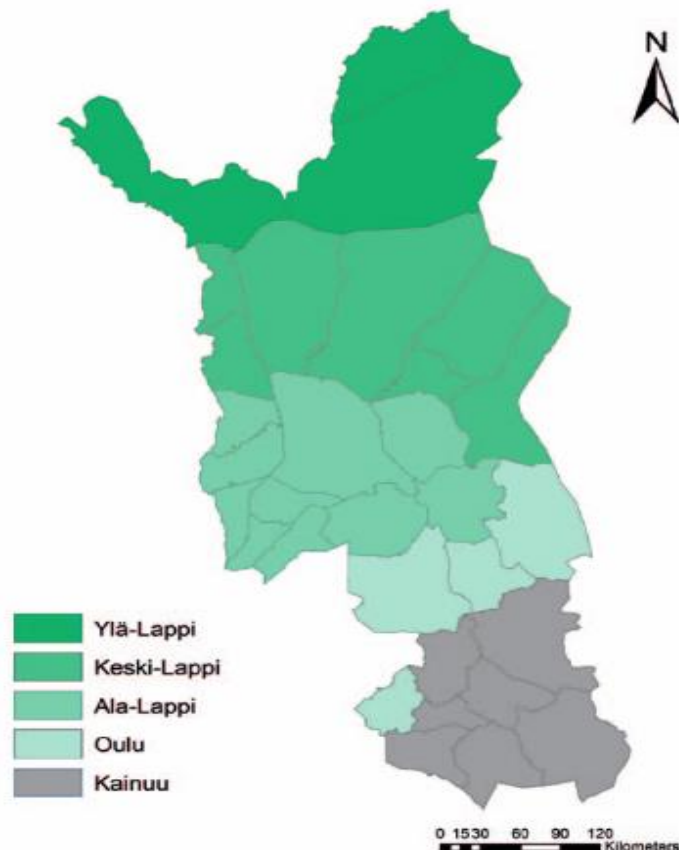 N
Ylä-Lappi
Keski-Lappi
Ala-Lappi
Oulu
Kainuu
0 15 30 60 90 120
Kilometers